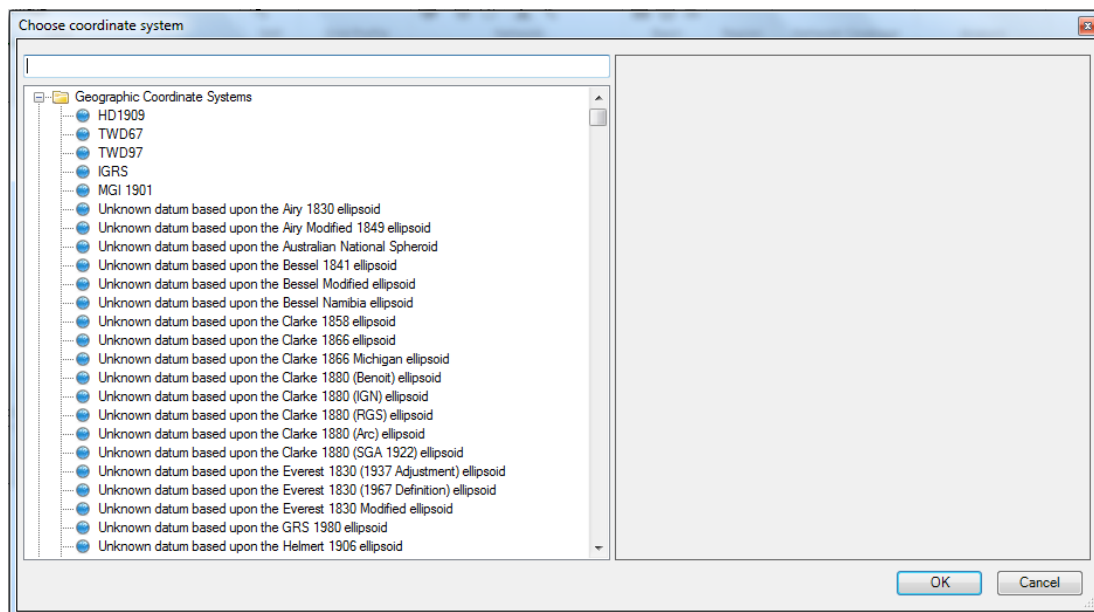 Choose coordinate system
Geographic Coordinate Systems
HD1909
TWD67
TWD97
IGRS
MGI 1901
Unknown datum based upon the Airy 1830 ellipsoid
Unknown datum based upon the Airy Modified 1849 ellipsoid
Unknown datum based upon the Australian National Spheroid
Unknown datum based upon the Bessel 1841 ellipsoid
Unknown datum based upon the Bessel Modified ellipsoid
Unknown datum based upon the Bessel Namibia ellipsoid
Unknown datum based upon the Clarke 1858 ellipsoid
Unknown datum based upon the Clarke 1866 ellipsoid
Unknown datum based upon the Clarke 1866 Michigan ellipsoid
Unknown datum based upon the Clarke 1880 (Benoit) ellipsoid
Unknown datum based upon the Clarke 1880 (IGN) ellipsoid
Unknown datum based upon the Clarke 1880 (RGS) ellipsoid
Unknown datum based upon the Clarke 1880 (Arc) ellipsoid
Unknown datum based upon the Clarke 1880 (SGA 1922) ellipsoid
Unknown datum based upon the Everest 1830 (1937 Adjustment) ellipsoid
Unknown datum based upon the Everest 1830 (1967 Definition) ellipsoid
Unknown datum based upon the Everest 1830 Modified ellipsoid
Unknown datum based upon the GRS 1980 ellipsoid
Unknown datum based upon the Helmert 1906 ellipsoid
OK Cancel